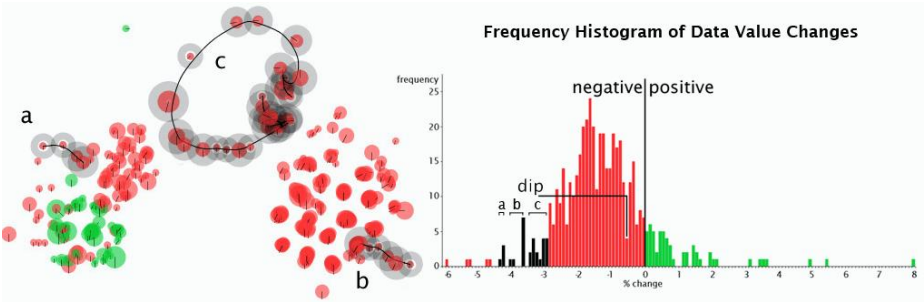 a
c
b
Frequency Histogram of Data Value Changes
frequency
negative positive
25
20
15
dip
10
a b c
5
0
-6 -5 -4 -3 -2 -1 0 1 2 3 4 5 6 7 8
% change